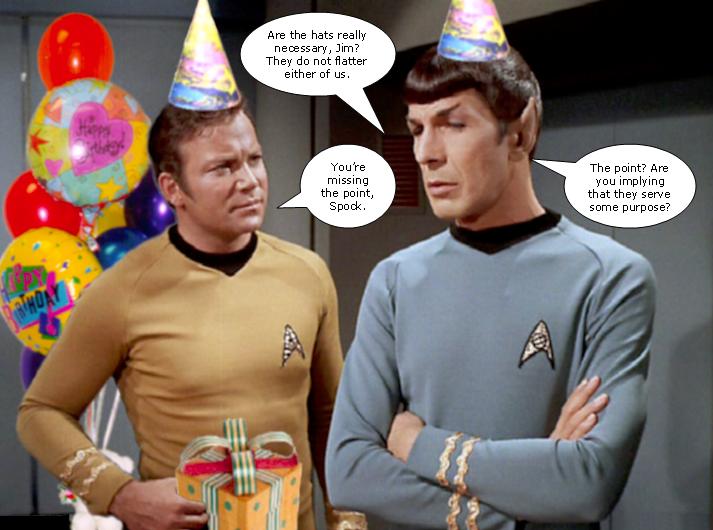 Are the hats really
necessary, Jim?
They do not flatter
either of us.
You're
missing
the point,
Spock.
The point? Are
you implying
that they serve
some purpose?
Happy
Birthday!
HAPPY
BIRTHDAY